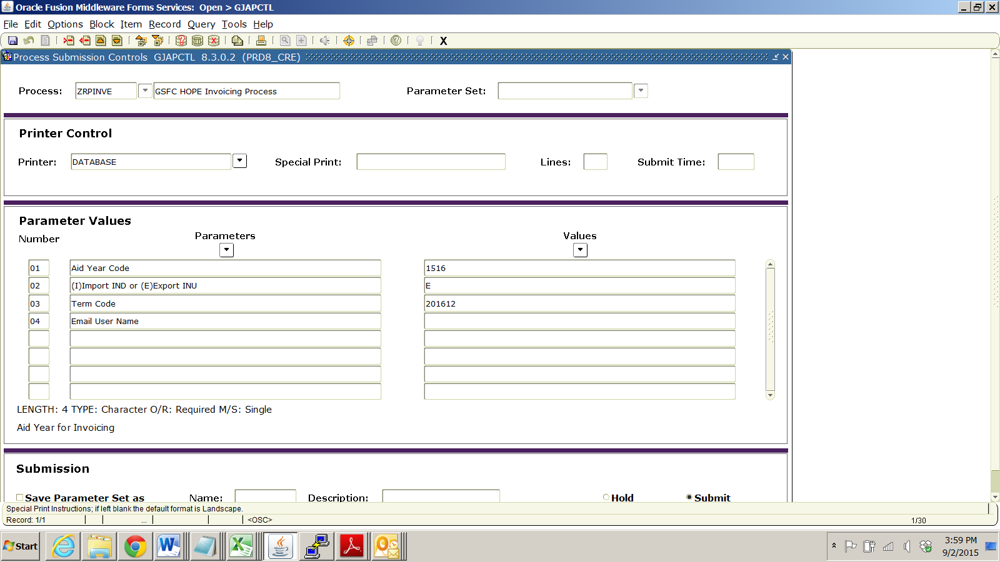 Oracle Fusion Middleware Forms Services:  Open > GJAPCTL
File Edit Options Block Item Record Query Tools Help
X
Process Submission Controls  GJAPCTL  8.3.0.2  (PRD8_CRE)
Process: ZRPINVE GSFC HOPE Invoicing Process Parameter Set:
Printer Control
Printer: DATABASE Special Print: Lines: Submit Time:
Parameter Values
Number Parameters Values
01 Aid Year Code 1516
02 (I)Import IND or (E)Export INU E
03 Term Code 201612
04 Email User Name
LENGTH: 4 TYPE: Character O/R: Required M/S: Single
Aid Year for Invoicing
Submission
Save Parameter Set as Name: Description: Hold Submit
Special Print Instructions; if left blank the default format is Landscape.
Record: 1/1 ... <OSC> 1/30
Start 3:59 PM
9/2/2015